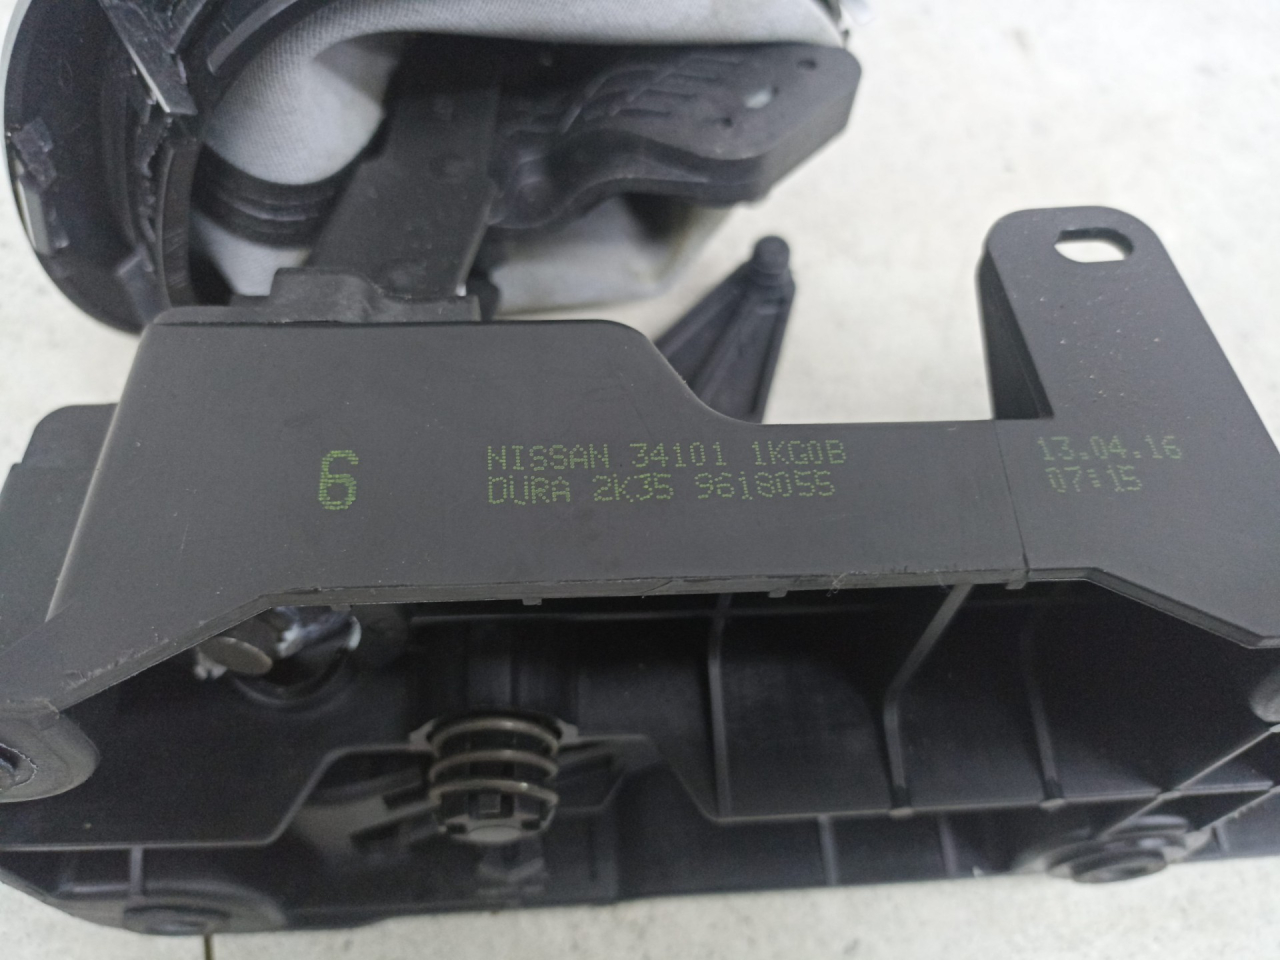 6
NISSAN 34101 1KG0B
DURA 2K35 9618055
13.04.16
07:15